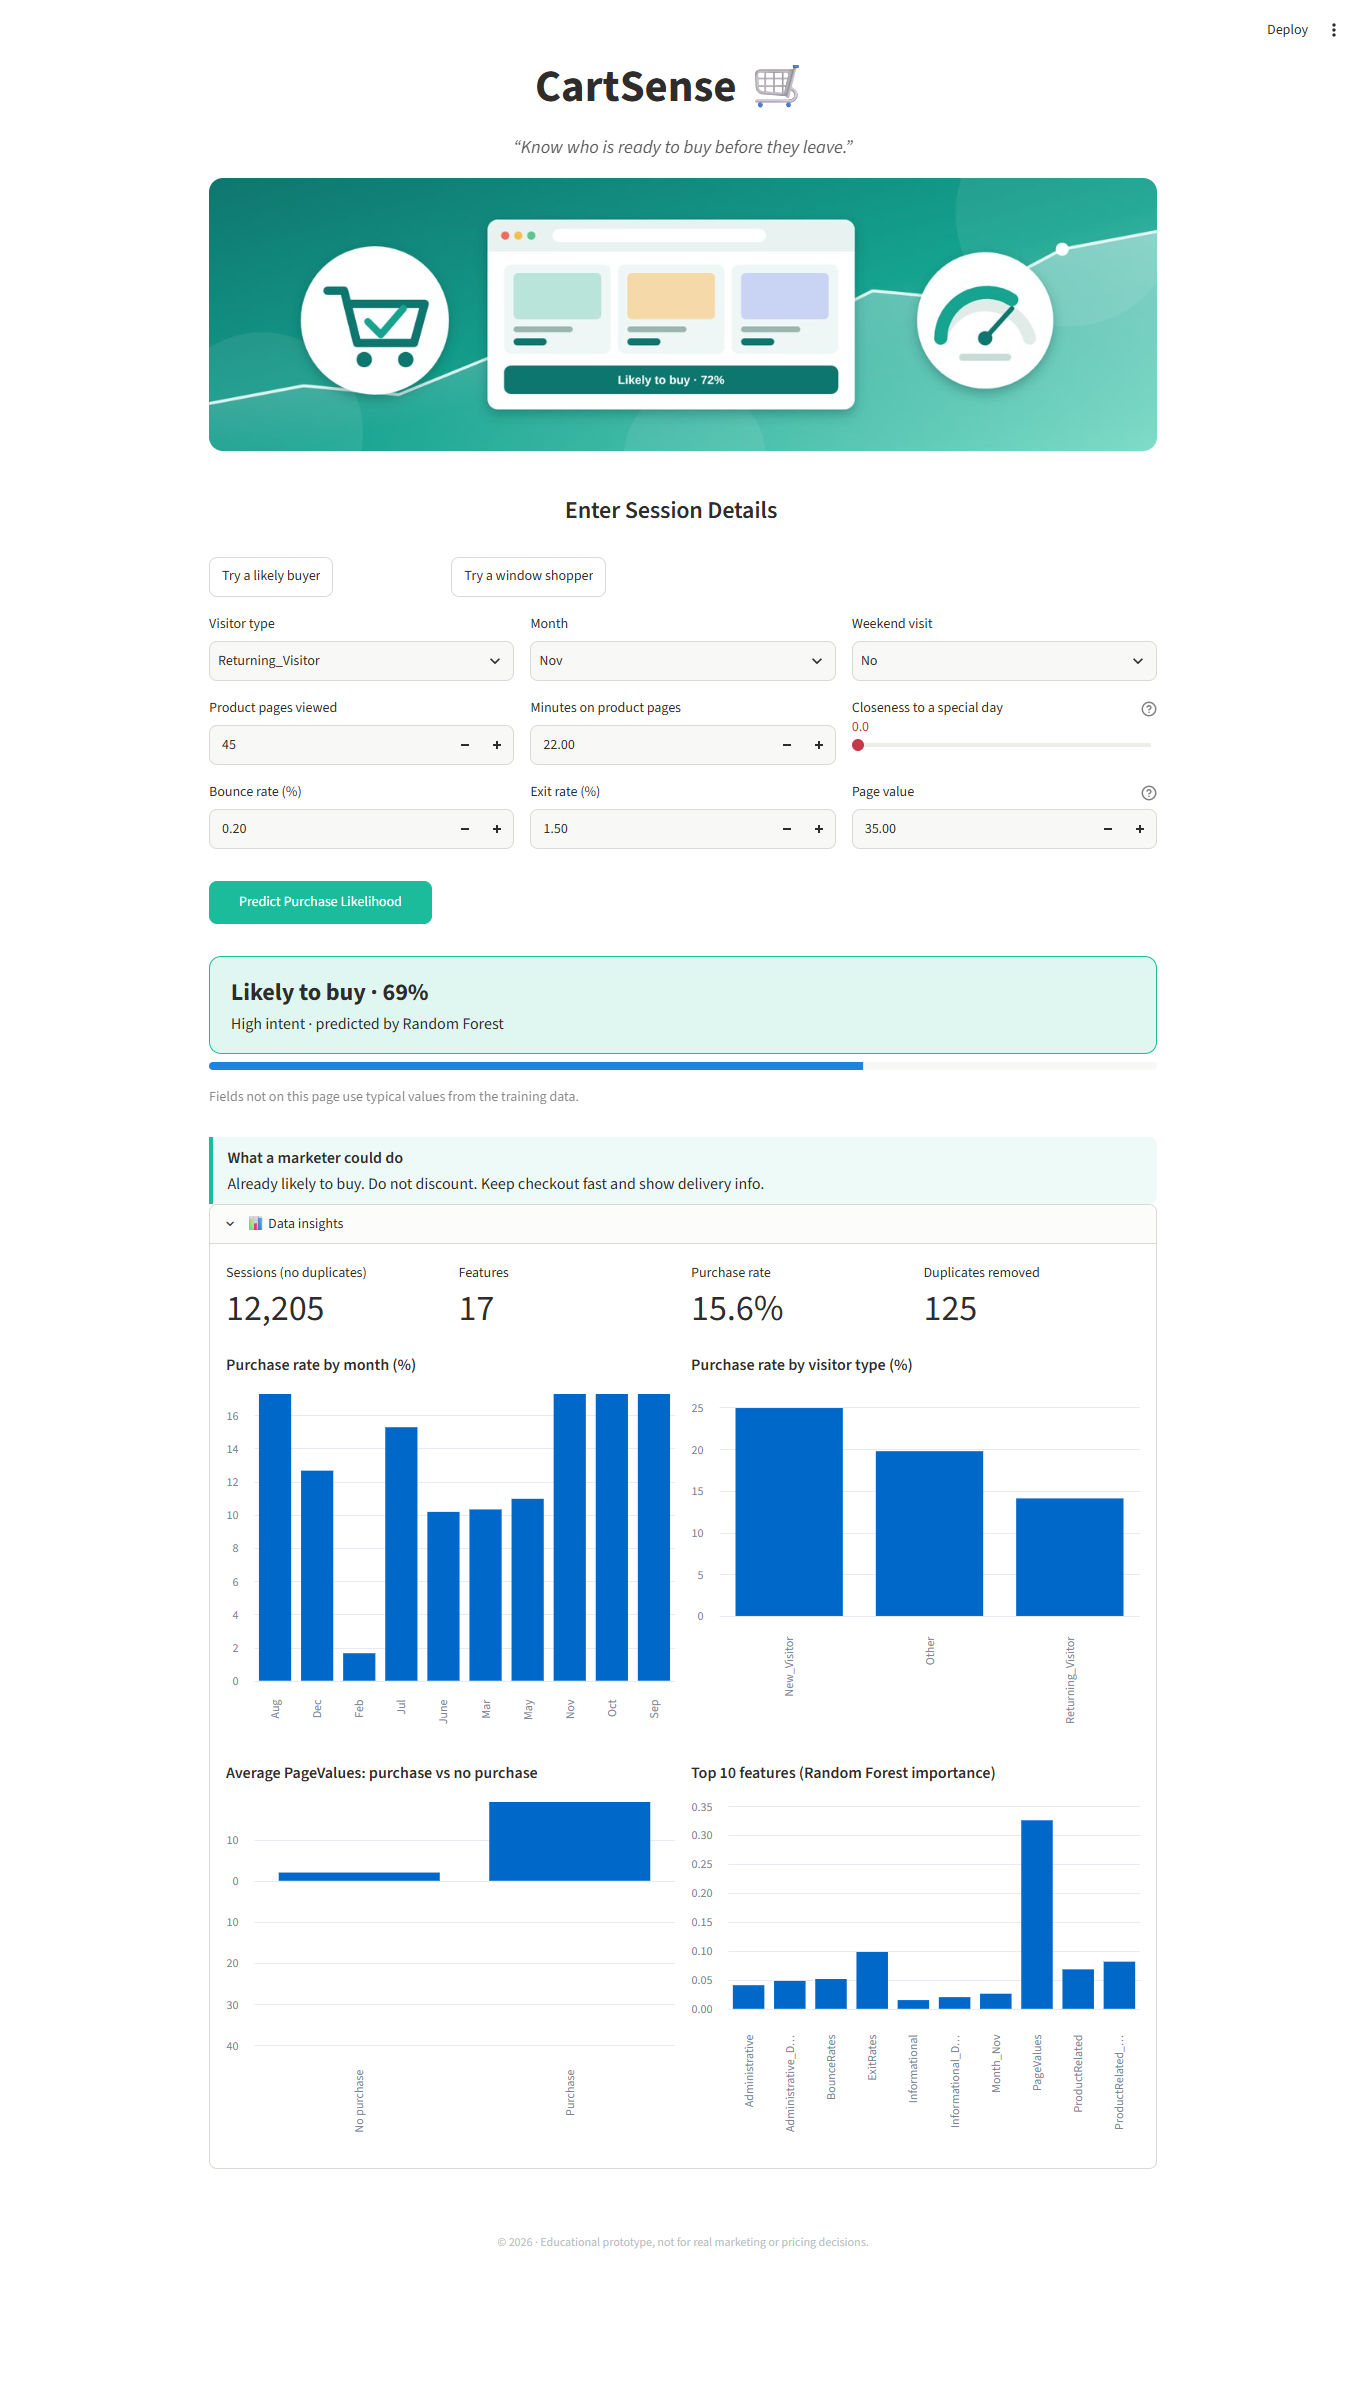 Deploy
CartSense
“Know who is ready to buy before they leave.”
Likely to buy · 72%
Enter Session Details
Try a likely buyer
Try a window shopper
Visitor type
Month
Weekend visit
Returning_Visitor
Nov
No
Product pages viewed
Minutes on product pages
Closeness to a special day
0.0
45
22.00
Bounce rate (%)
Exit rate (%)
Page value
0.20
1.50
35.00
Predict Purchase Likelihood
Likely to buy · 69%
High intent · predicted by Random Forest
Fields not on this page use typical values from the training data.
What a marketer could do
Already likely to buy. Do not discount. Keep checkout fast and show delivery info.
Data insights
Sessions (no duplicates)
Features
Purchase rate
Duplicates removed
12,205
17
15.6%
125
Purchase rate by month (%)
16
14
12
10
8
6
4
2
0
Aug
Dec
Feb
Jul
June
Mar
May
Nov
Oct
Sep
Purchase rate by visitor type (%)
25
20
15
10
5
0
New_Visitor
Other
Returning_Visitor
Average PageValues: purchase vs no purchase
10
0
10
20
30
40
No purchase
Purchase
Top 10 features (Random Forest importance)
0.35
0.30
0.25
0.20
0.15
0.10
0.05
0.00
Administrative
Administrative_D…
BounceRates
ExitRates
Informational
Informational_D…
Month_Nov
PageValues
ProductRelated
ProductRelated_…
© 2026 · Educational prototype, not for real marketing or pricing decisions.